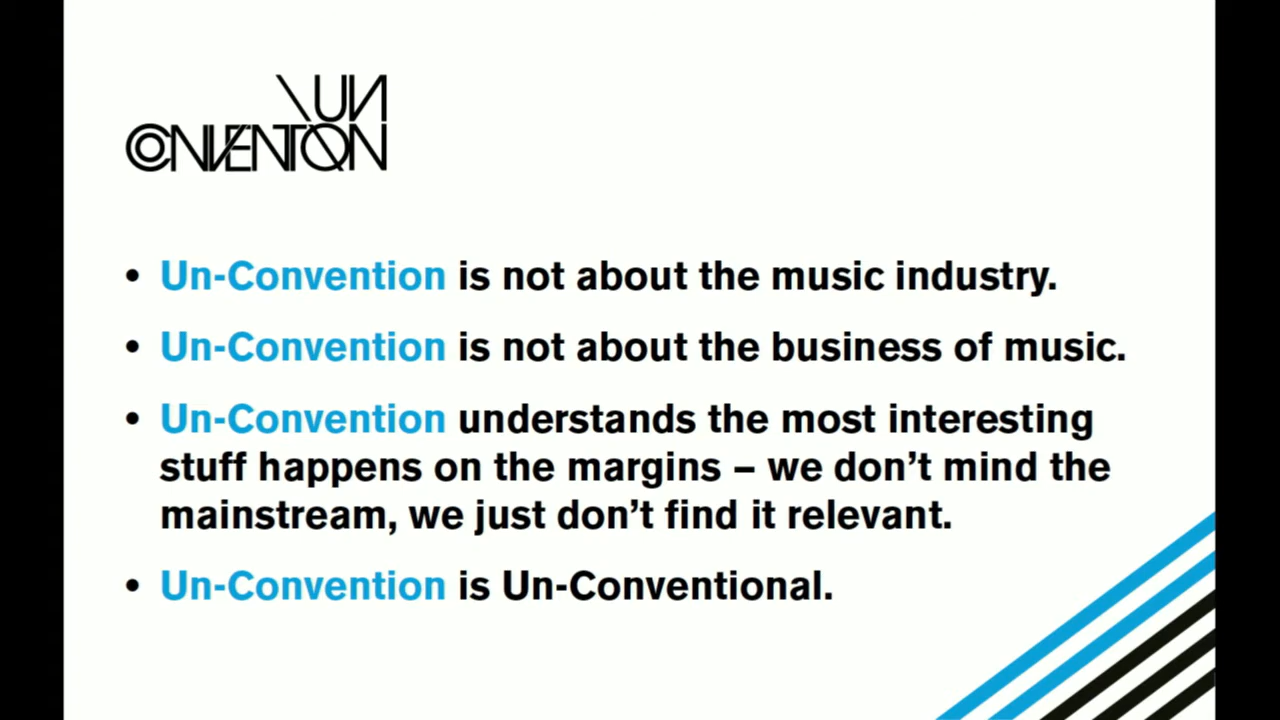 UN
CONVENTION
• Un-Convention is not about the music industry.
• Un-Convention is not about the business of music.
• Un-Convention understands the most interesting
stuff happens on the margins – we don’t mind the
mainstream, we just don’t find it relevant.
• Un-Convention is Un-Conventional.